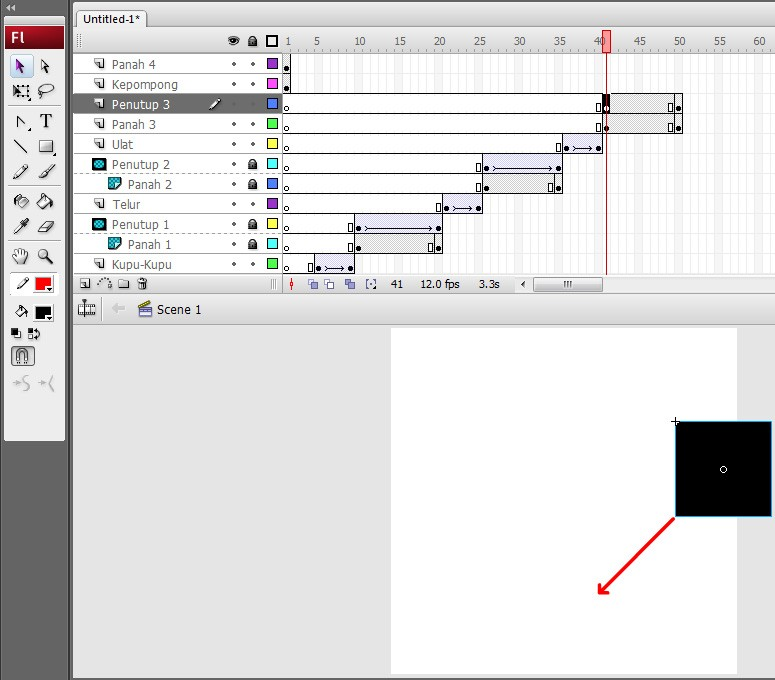 Fl
Untitled-1*
1 5 10 15 20 25 30 35 40 45 50 55 60
Panah 4
Kepompong
Penutup 3
Panah 3
Ulat
Penutup 2
Panah 2
Telur
Penutup 1
Panah 1
Kupu-Kupu
41 12.0 fps 3.3s
Scene 1
T
S